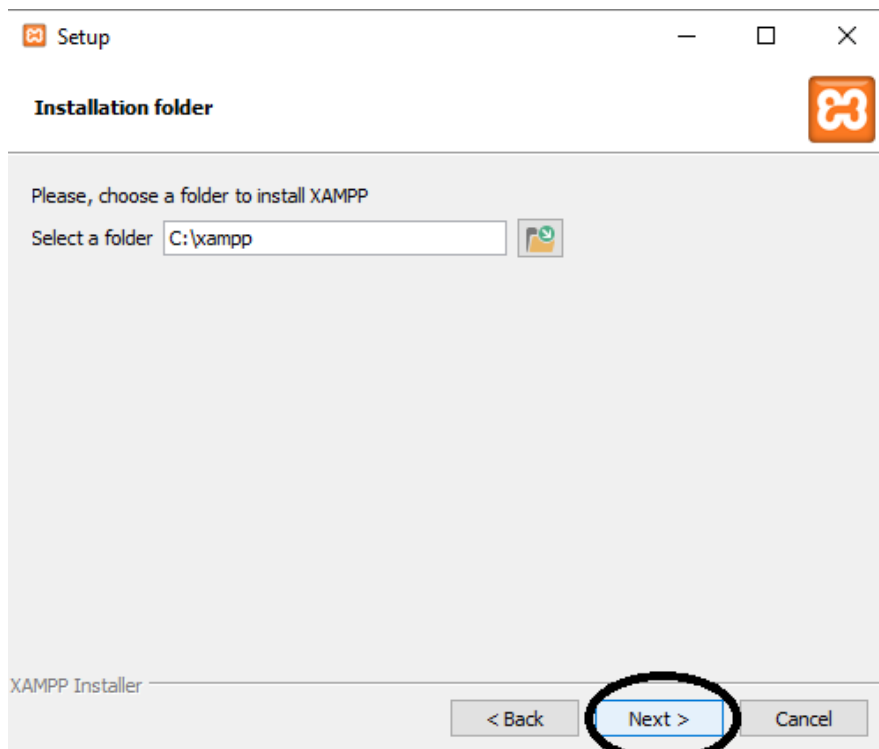 Setup
Installation folder
Please, choose a folder to install XAMPP
Select a folder C:\xampp
XAMPP Installer
< Back Next > Cancel